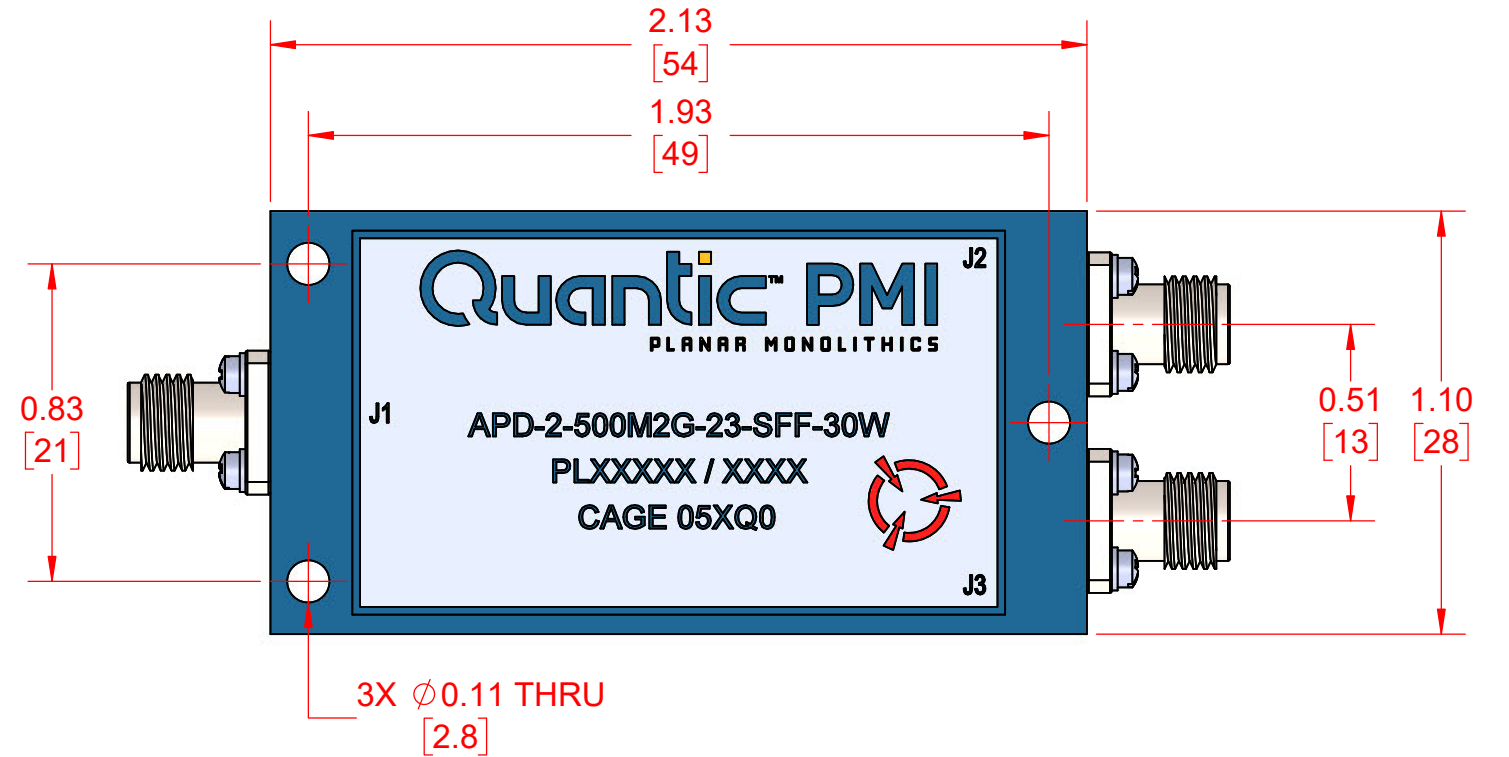 2.13
[54]
1.93
[49]
J2
Quantic™ PMI
PLANAR MONOLITHICS
0.83
[21]
J1
APD-2-500M2G-23-SFF-30W
PLXXXXX / XXXX
CAGE 05XQ0
0.51
[13]
1.10
[28]
J3
3X ∅0.11 THRU
[2.8]